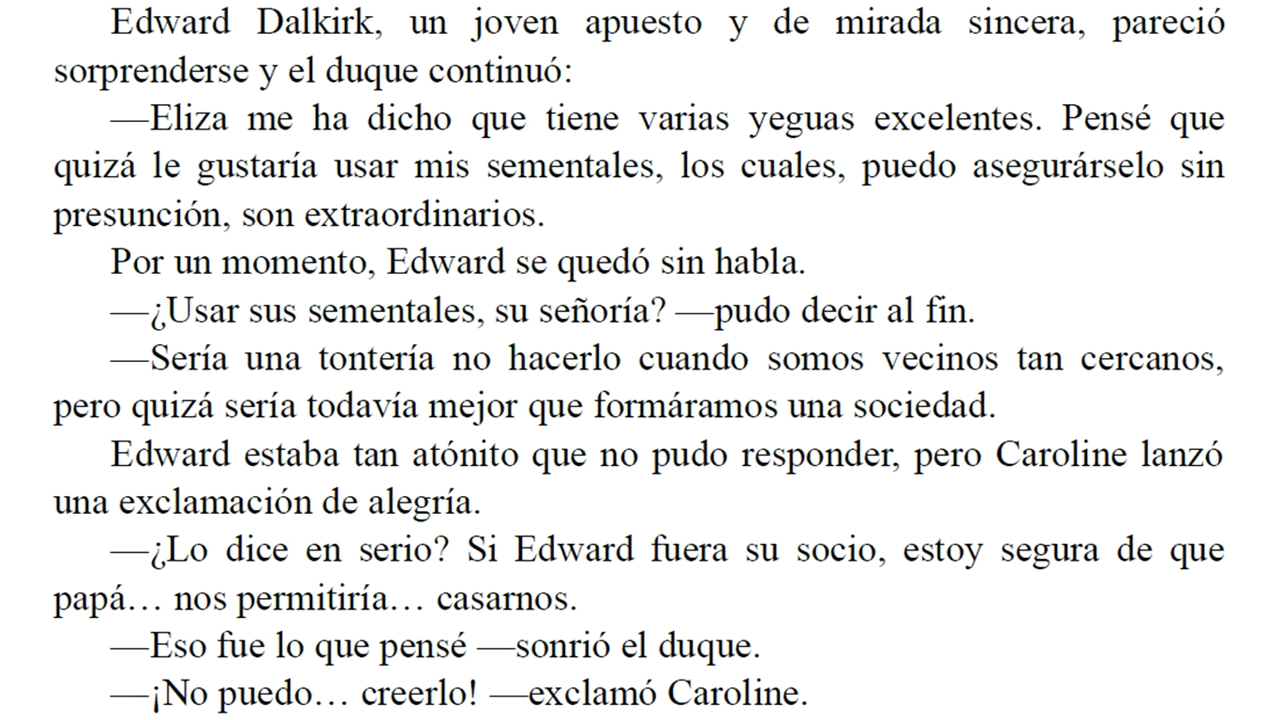 Edward Dalkirk, un joven apuesto y de mirada sincera, pareció
sorprenderse y el duque continuó:
—Eliza me ha dicho que tiene varias yeguas excelentes. Pensé que
quizá le gustaría usar mis sementales, los cuales, puedo asegurárselo sin
presunción, son extraordinarios.
Por un momento, Edward se quedó sin habla.
—¿Usar sus sementales, su señoría? —pudo decir al fin.
—Sería una tontería no hacerlo cuando somos vecinos tan cercanos,
pero quizá sería todavía mejor que formáramos una sociedad.
Edward estaba tan atónito que no pudo responder, pero Caroline lanzó
una exclamación de alegría.
—¿Lo dice en serio? Si Edward fuera su socio, estoy segura de que
papá… nos permitiría… casarnos.
—Eso fue lo que pensé —sonrió el duque.
—¡No puedo… creerlo! —exclamó Caroline.